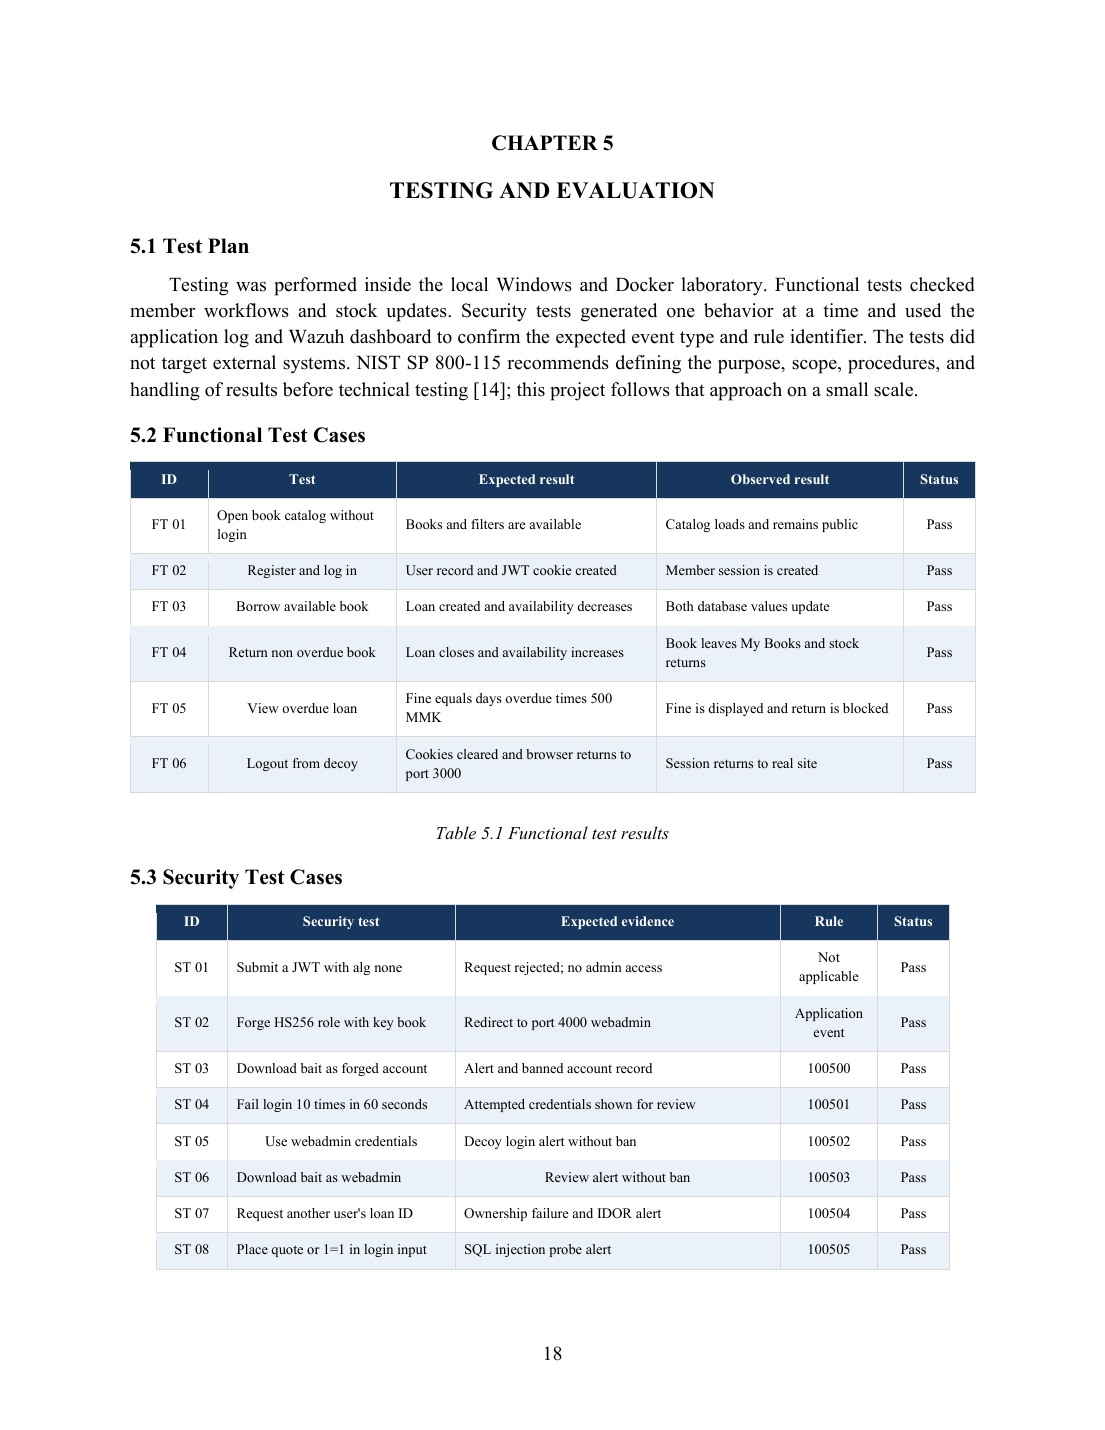 CHAPTER 5
TESTING AND EVALUATION
5.1 Test Plan
Testing was performed inside the local Windows and Docker laboratory. Functional tests checked
member workflows and stock updates. Security tests generated one behavior at a time and used the
application log and Wazuh dashboard to confirm the expected event type and rule identifier. The tests did
not target external systems. NIST SP 800-115 recommends defining the purpose, scope, procedures, and
handling of results before technical testing [14]; this project follows that approach on a small scale.
5.2 Functional Test Cases
ID Test Expected result Observed result Status
FT 01 Open book catalog without login Books and filters are available Catalog loads and remains public Pass
FT 02 Register and log in User record and JWT cookie created Member session is created Pass
FT 03 Borrow available book Loan created and availability decreases Both database values update Pass
FT 04 Return non overdue book Loan closes and availability increases Book leaves My Books and stock returns Pass
FT 05 View overdue loan Fine equals days overdue times 500 MMK Fine is displayed and return is blocked Pass
FT 06 Logout from decoy Cookies cleared and browser returns to port 3000 Session returns to real site Pass
Table 5.1 Functional test results
5.3 Security Test Cases
ID Security test Expected evidence Rule Status
ST 01 Submit a JWT with alg none Request rejected; no admin access Not applicable Pass
ST 02 Forge HS256 role with key book Redirect to port 4000 webadmin Application event Pass
ST 03 Download bait as forged account Alert and banned account record 100500 Pass
ST 04 Fail login 10 times in 60 seconds Attempted credentials shown for review 100501 Pass
ST 05 Use webadmin credentials Decoy login alert without ban 100502 Pass
ST 06 Download bait as webadmin Review alert without ban 100503 Pass
ST 07 Request another user's loan ID Ownership failure and IDOR alert 100504 Pass
ST 08 Place quote or 1=1 in login input SQL injection probe alert 100505 Pass
18